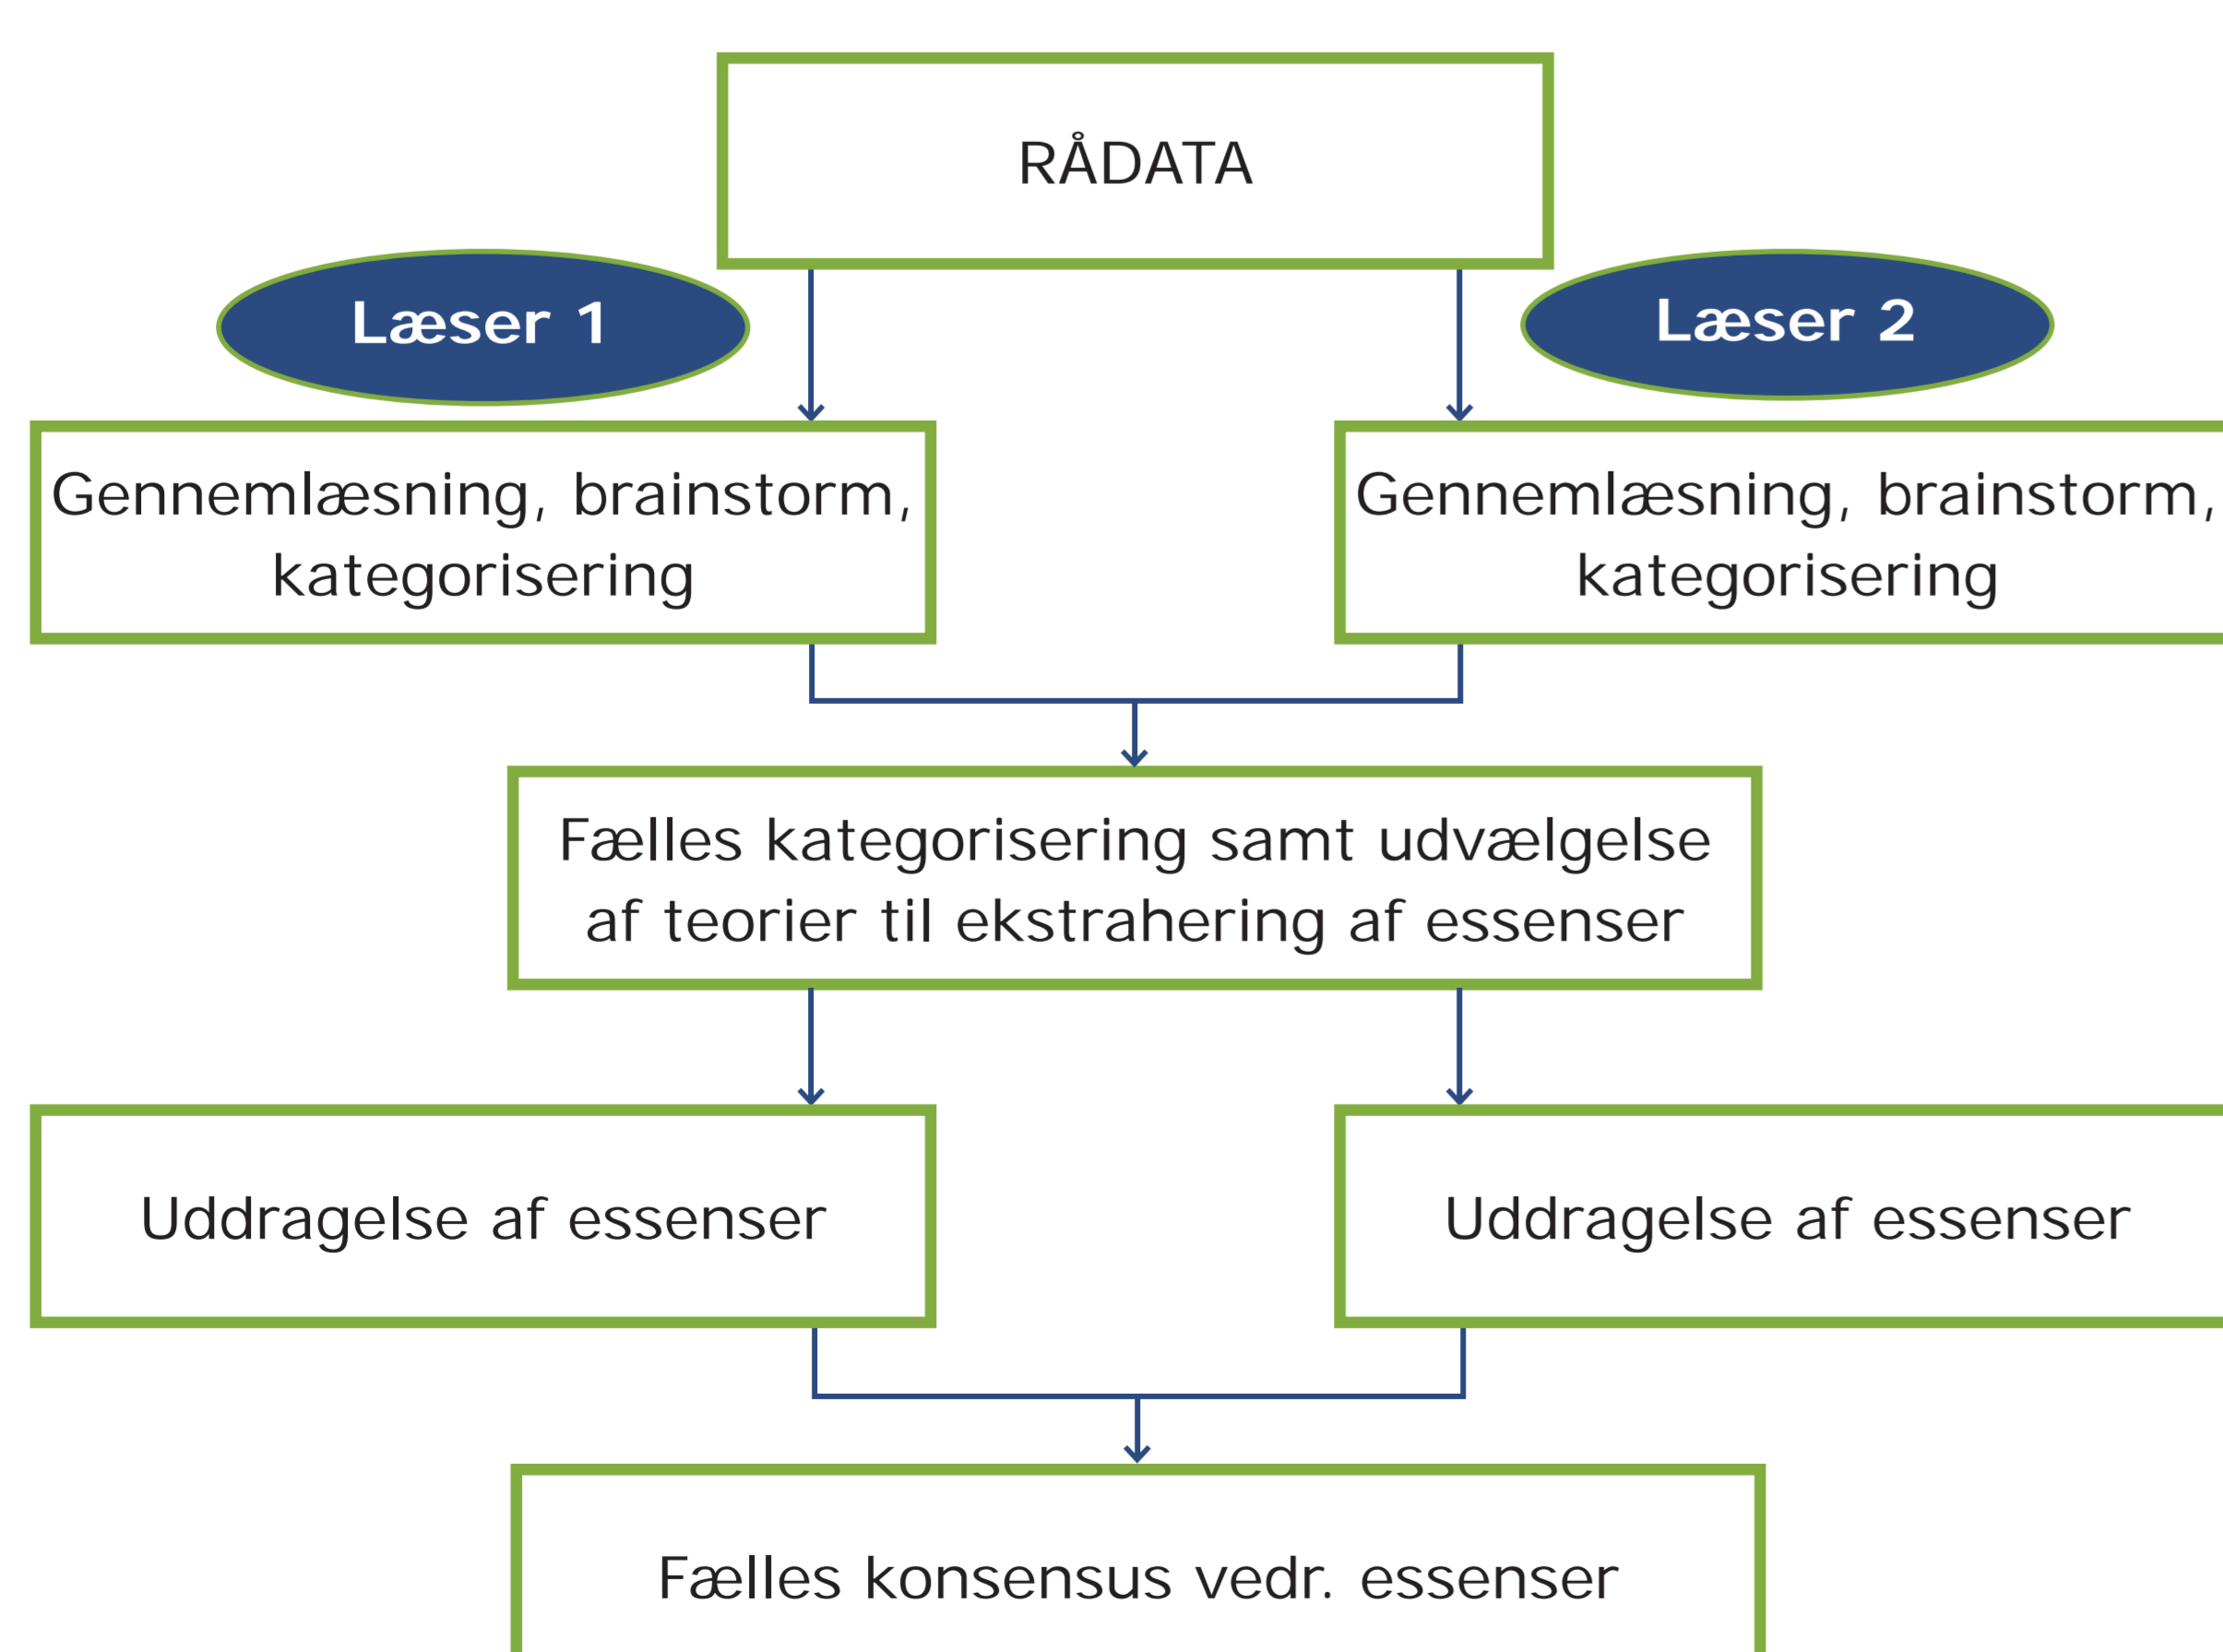 RÅDATA
Læser 1
Læser 2
Gennemlæsning, brainstorm,
kategorisering
Gennemlæsning, brainstorm,
kategorisering
Fælles kategorisering samt udvælgelse
af teorier til ekstrahering af essenser
Uddragelse af essenser
Uddragelse af essenser
Fælles konsensus vedr. essenser